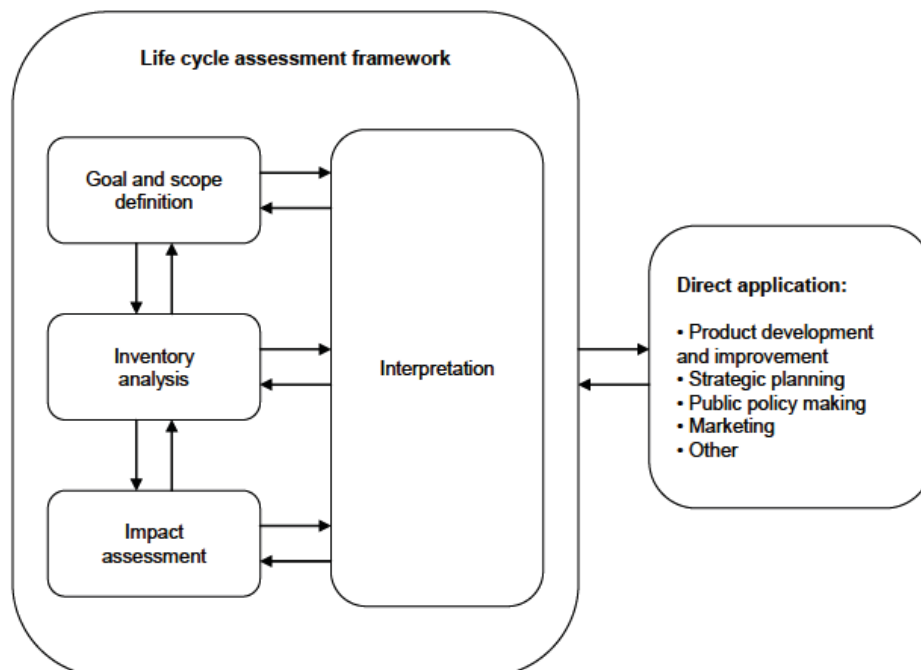 Life cycle assessment framework
Goal and scope
definition
Inventory
analysis
Impact
assessment
Interpretation
Direct application:
• Product development
and improvement
• Strategic planning
• Public policy making
• Marketing
• Other